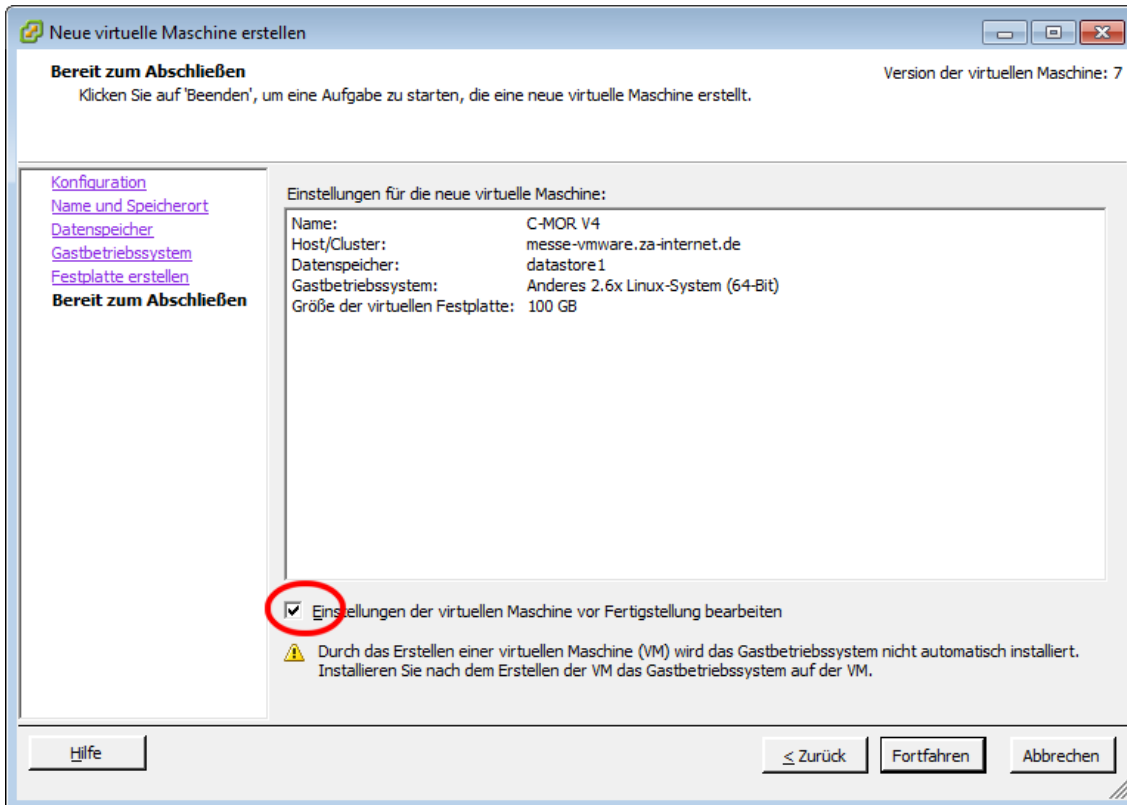 Neue virtuelle Maschine erstellen
Bereit zum Abschließen
Version der virtuellen Maschine: 7
Klicken Sie auf 'Beenden', um eine Aufgabe zu starten, die eine neue virtuelle Maschine erstellt.
Konfiguration
Name und Speicherort
Datenspeicher
Gastbetriebssystem
Festplatte erstellen
Bereit zum Abschließen
Einstellungen für die neue virtuelle Maschine:
Name: C-MOR V4
Host/Cluster: messe-vmware.za-internet.de
Datenspeicher: datastore1
Gastbetriebssystem: Anderes 2.6x Linux-System (64-Bit)
Größe der virtuellen Festplatte: 100 GB
Einstellungen der virtuellen Maschine vor Fertigstellung bearbeiten
Durch das Erstellen einer virtuellen Maschine (VM) wird das Gastbetriebssystem nicht automatisch installiert.
Installieren Sie nach dem Erstellen der VM das Gastbetriebssystem auf der VM.
Hilfe
< Zurück
Fortfahren
Abbrechen